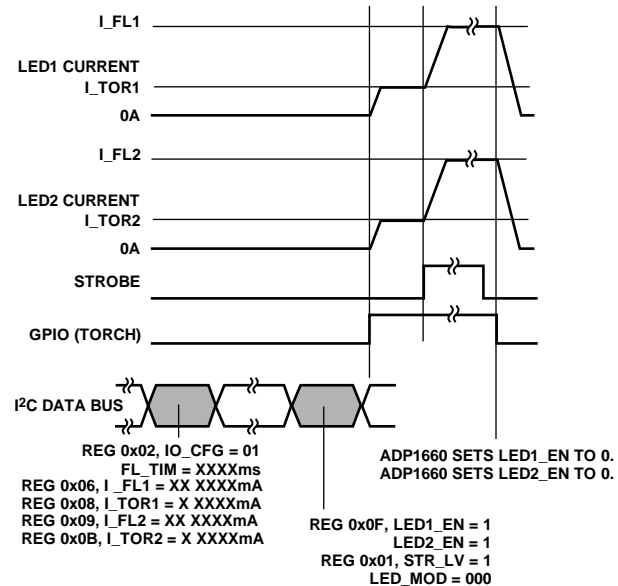 I_FL1
LED1 CURRENT
I_TOR1
0A
I_FL2
LED2 CURRENT
I_TOR2
0A
STROBE
GPIO (TORCH)
I2C DATA BUS
REG 0x02, IO_CFG = 01
FL_TIM = XXXXms
REG 0x06, I _FL1 = XX XXXXmA
REG 0x08, I_TOR1 = X XXXXmA
REG 0x09, I_FL2 = XX XXXXmA
REG 0x0B, I_TOR2 = X XXXXmA
REG 0x0F, LED1_EN = 1
LED2_EN = 1
REG 0x01, STR_LV = 1
LED_MOD = 000
ADP1660 SETS LED1_EN TO 0.
ADP1660 SETS LED2_EN TO 0.